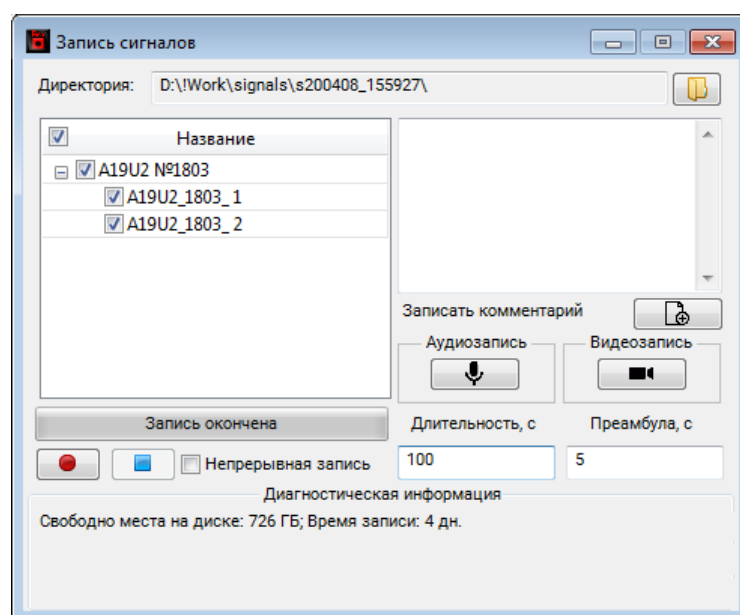 Запись сигналов
Директория: D:\!Work\signals\s200408_155927\
Название
A19U2 №1803
A19U2_1803_ 1
A19U2_1803_ 2
Записать комментарий
Аудиозапись Видеозапись
Запись окончена
Длительность, с Преамбула, с
Непрерывная запись
100 5
Диагностическая информация
Свободно места на диске: 726 ГБ; Время записи: 4 дн.